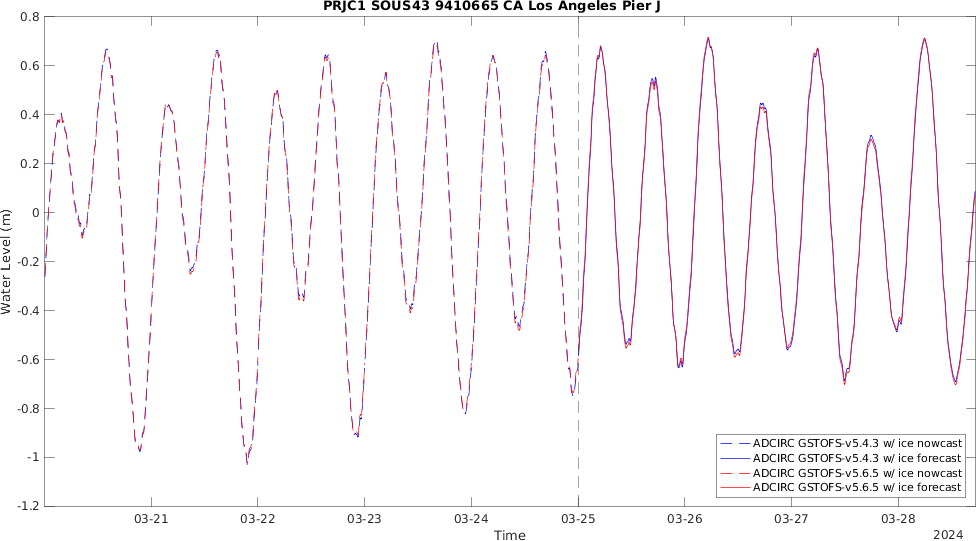 PRJC1 SOUS43 9410665 CA Los Angeles Pier J
0.8
0.6
0.4
0.2
0
-0.2
-0.4
-0.6
-0.8
-1
-1.2
Water Level (m)
ADCIRC GSTOFS-v5.4.3 w/ ice nowcast
ADCIRC GSTOFS-v5.4.3 w/ ice forecast
ADCIRC GSTOFS-v5.6.5 w/ ice nowcast
ADCIRC GSTOFS-v5.6.5 w/ ice forecast
03-21 03-22 03-23 03-24 03-25 03-26 03-27 03-28
Time
2024